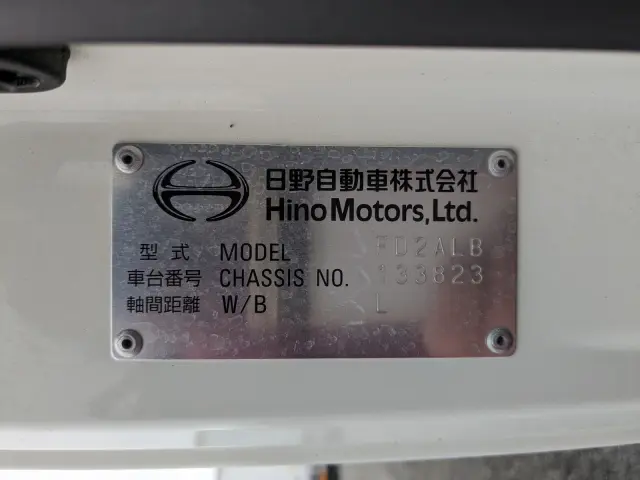 日野自動車株式会社
Hino Motors, Ltd.
型式 MODEL FD2ALB
車台番号 CHASSIS NO. 133823
軸間距離 W/B L